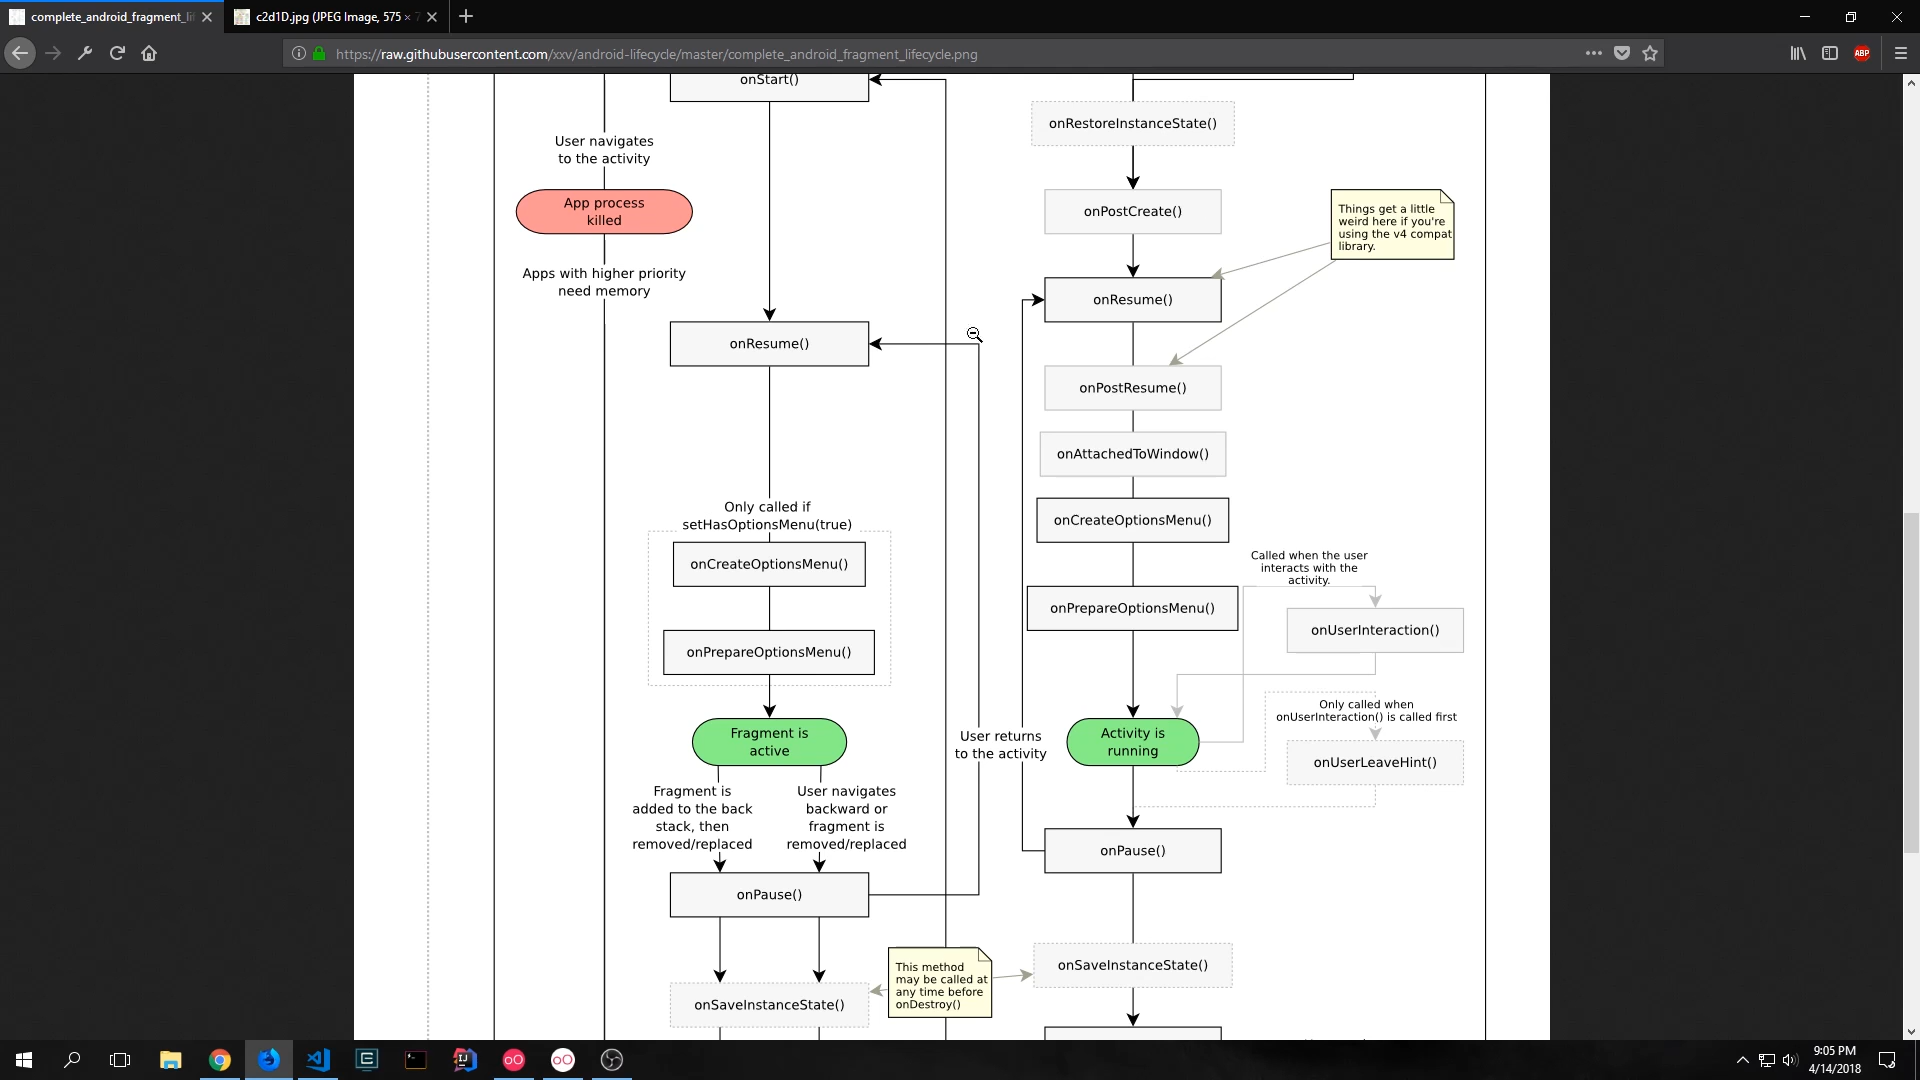 complete_android_fragment_li
c2d1D.jpg (JPEG Image, 575 ×
https://raw.githubusercontent.com/xxv/android-lifecycle/master/complete_android_fragment_lifecycle.png
ABP
onStart()
User navigates
to the activity
App process
killed
Apps with higher priority
need memory
onResume()
Only called if
setHasOptionsMenu(true)
onCreateOptionsMenu()
onPrepareOptionsMenu()
Fragment is
active
Fragment is
added to the back
stack, then
removed/replaced
User navigates
backward or
fragment is
removed/replaced
onPause()
onSaveInstanceState()
This method
may be called at
any time before
onDestroy()
User returns
to the activity
onRestoreInstanceState()
onPostCreate()
Things get a little
weird here if you're
using the v4 compat
library.
onResume()
onPostResume()
onAttachedToWindow()
onCreateOptionsMenu()
onPrepareOptionsMenu()
Called when the user
interacts with the
activity.
onUserInteraction()
Only called when
onUserInteraction() is called first
onUserLeaveHint()
Activity is
running
onPause()
onSaveInstanceState()
9:05 PM
4/14/2018